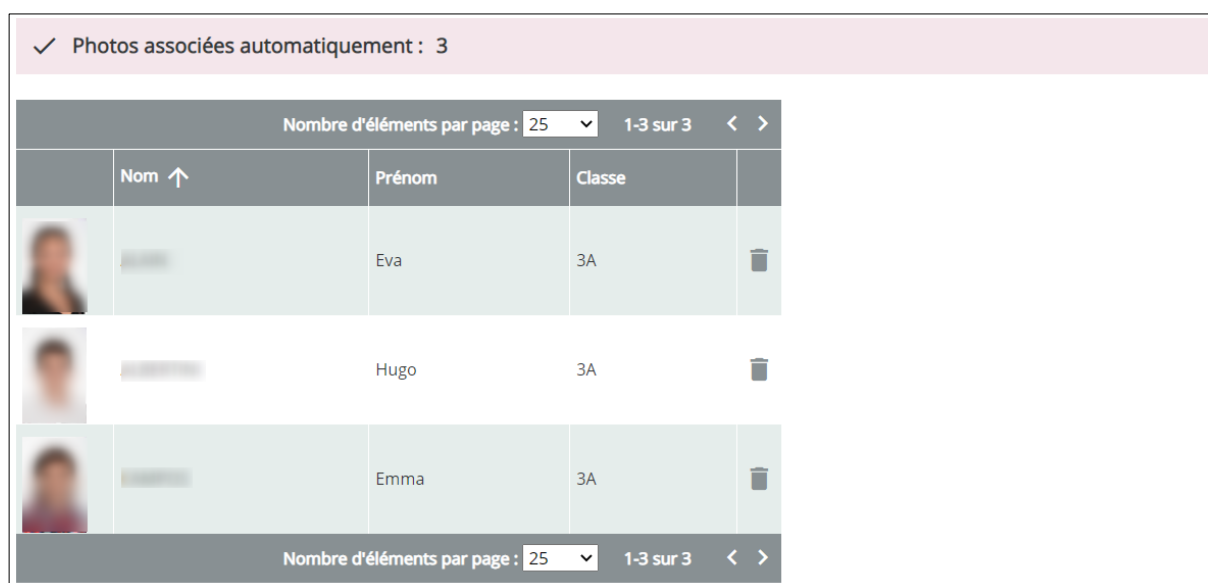 Photos associées automatiquement : 3
Nombre d'éléments par page : 25 1-3 sur 3
Nom Prénom Classe
Eva 3A
Hugo 3A
Emma 3A
Nombre d'éléments par page : 25 1-3 sur 3